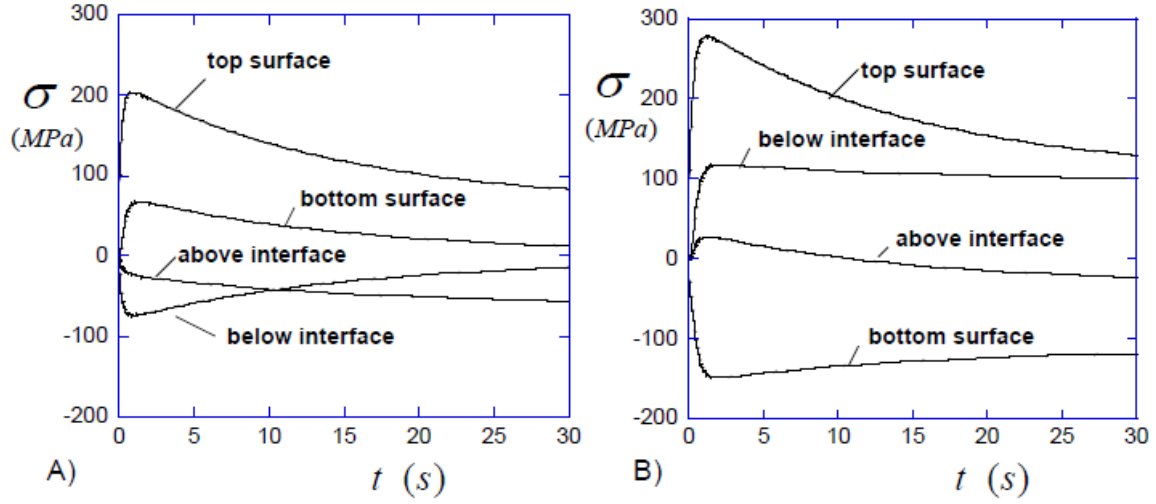 300
top surface
200
σ
(MPa)
100
bottom surface
0
above interface
below interface
-100
-200
0 5 10 15 20 25 30
A)
t (s)
300
top surface
σ
200
(MPa)
below interface
100
above interface
0
-100
bottom surface
-200
0 5 10 15 20 25 30
B)
t (s)